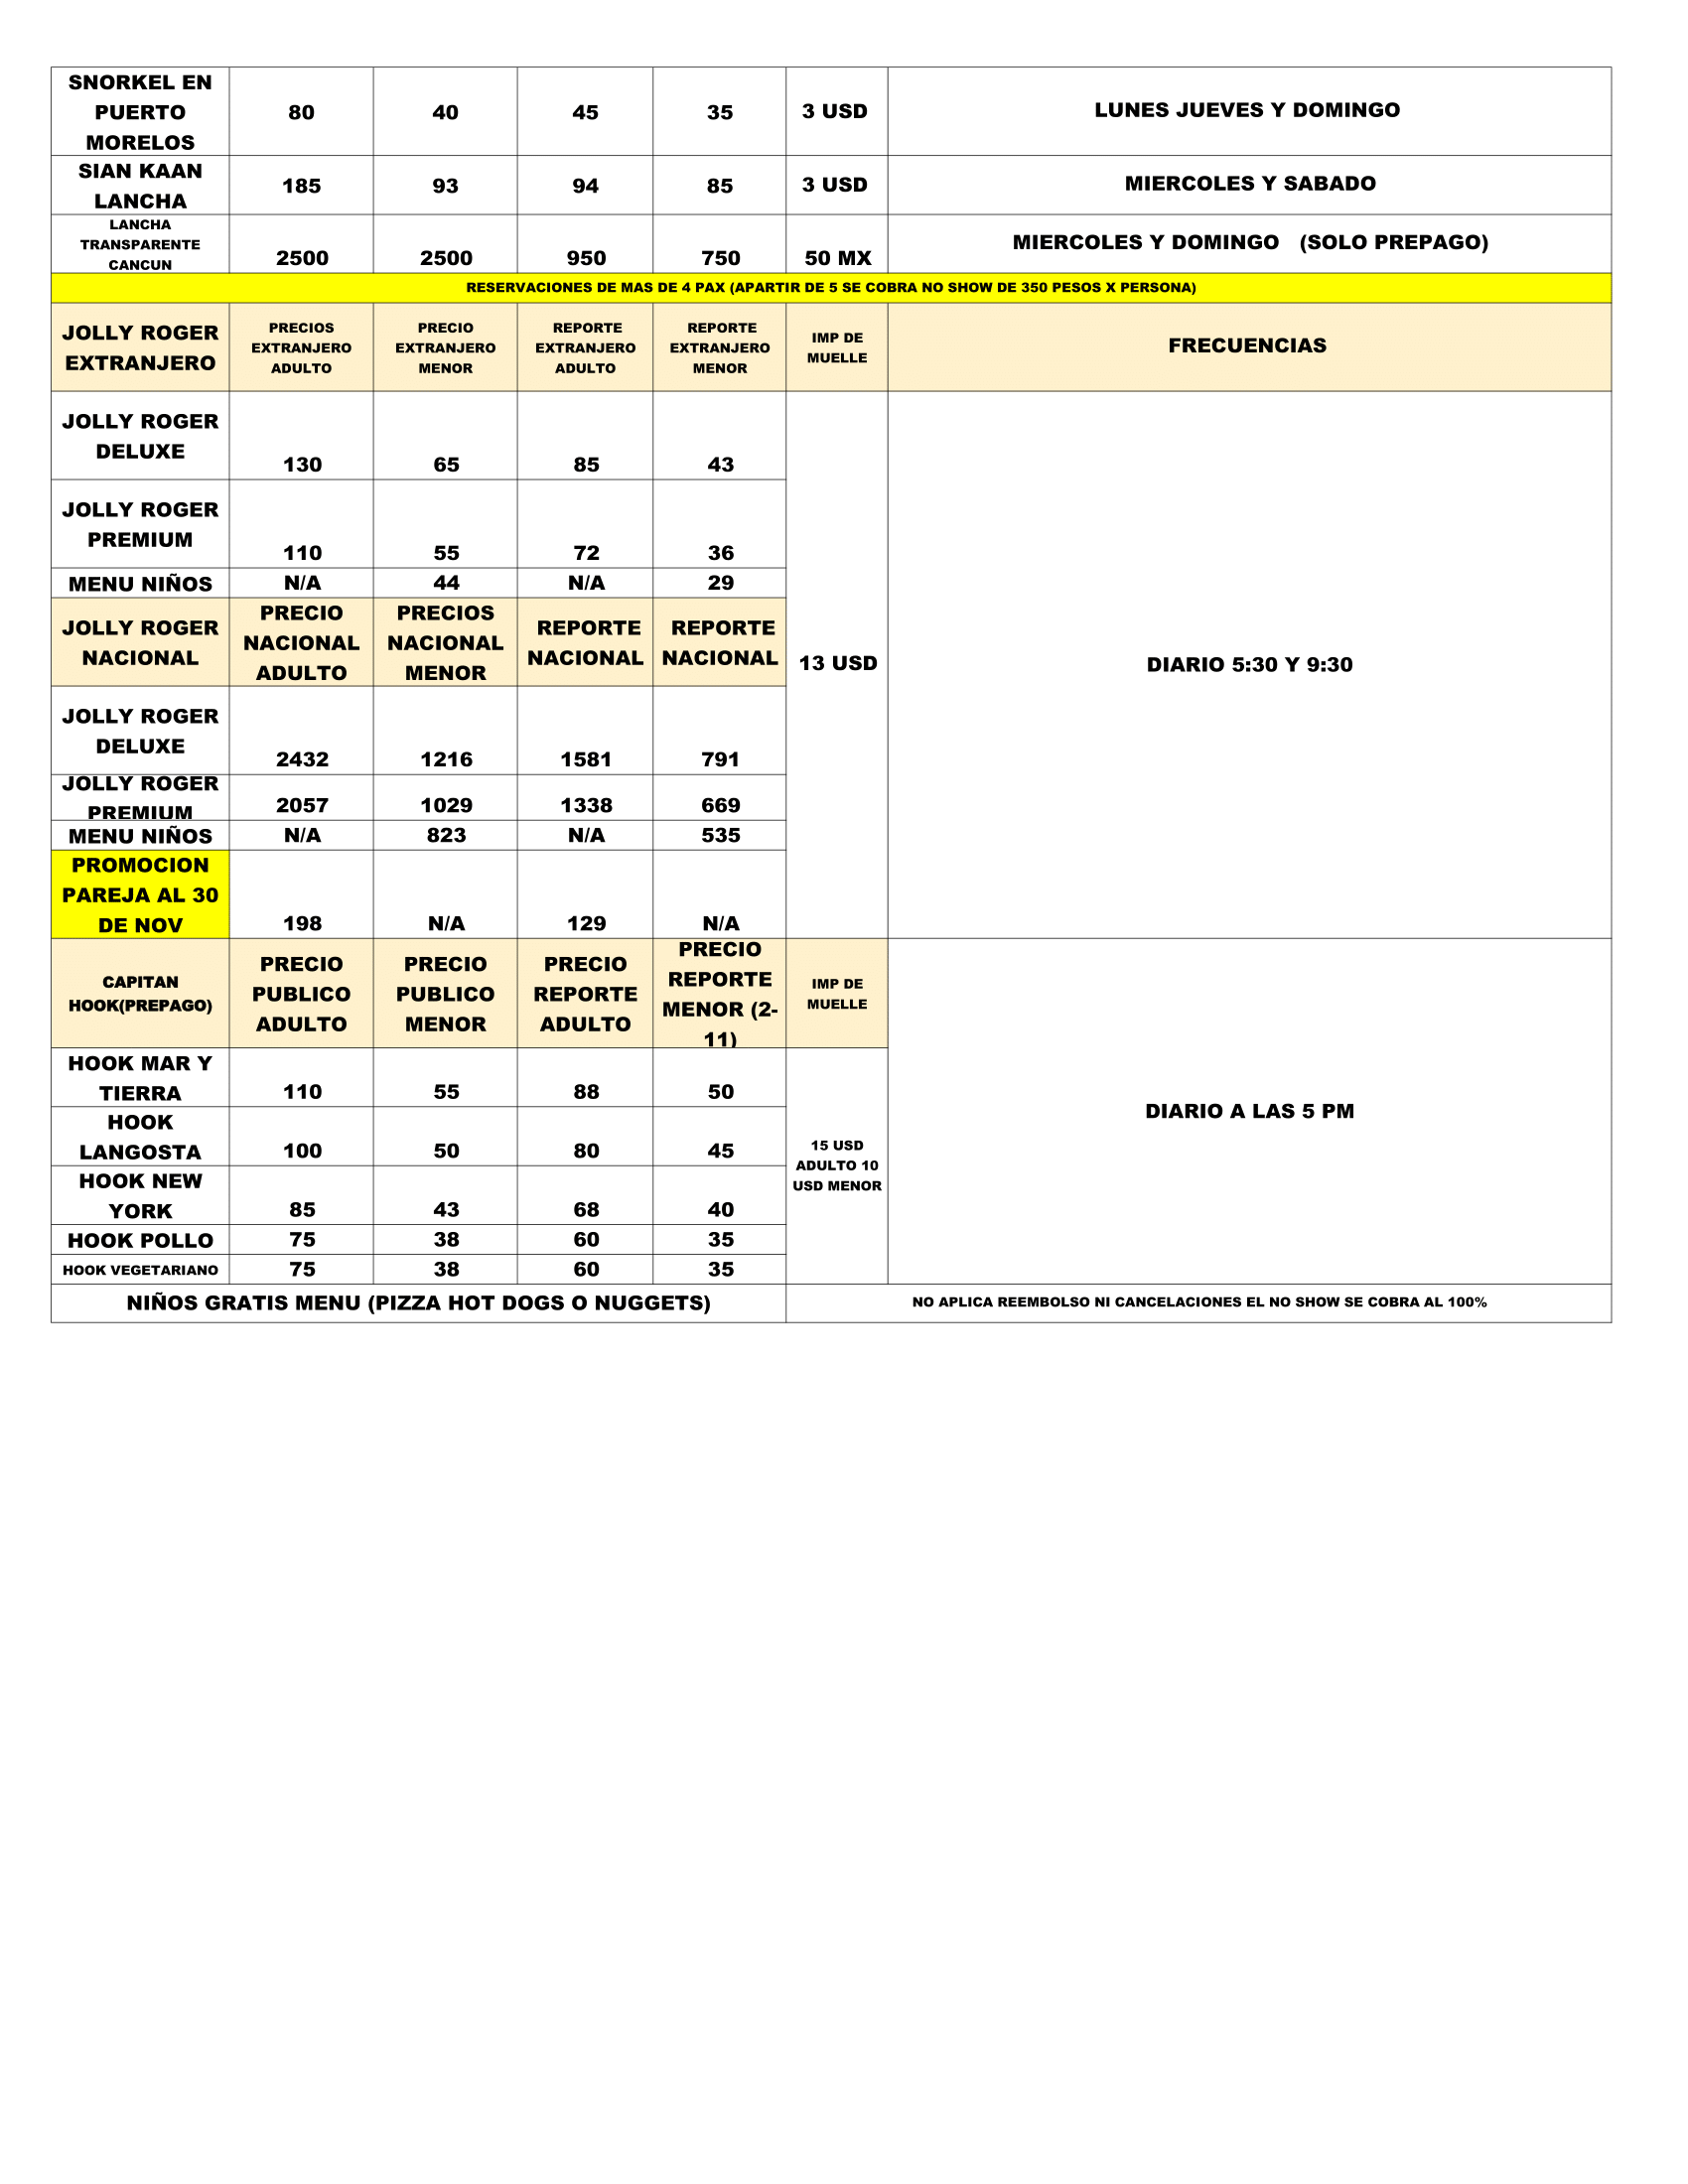 SNORKEL EN
PUERTO
MORELOS
80
40
45
35
3 USD
LUNES JUEVES Y DOMINGO
SIAN KAAN
LANCHA
185
93
94
85
3 USD
MIERCOLES Y SABADO
LANCHA
TRANSPARENTE
CANCUN
2500
2500
950
750
50 MX
MIERCOLES Y DOMINGO (SOLO PREPAGO)
RESERVACIONES DE MAS DE 4 PAX (APARTIR DE 5 SE COBRA NO SHOW DE 350 PESOS X PERSONA)
JOLLY ROGER
EXTRANJERO
PRECIOS
EXTRANJERO
ADULTO
PRECIO
EXTRANJERO
MENOR
REPORTE
EXTRANJERO
ADULTO
REPORTE
EXTRANJERO
MENOR
IMP DE
MUELLE
FRECUENCIAS
JOLLY ROGER
DELUXE
130
65
85
43
JOLLY ROGER
PREMIUM
110
55
72
36
MENU NIÑOS
N/A
44
N/A
29
JOLLY ROGER
NACIONAL
PRECIO
NACIONAL
ADULTO
PRECIOS
NACIONAL
MENOR
REPORTE
NACIONAL
REPORTE
NACIONAL
13 USD
DIARIO 5:30 Y 9:30
JOLLY ROGER
DELUXE
2432
1216
1581
791
JOLLY ROGER
PREMIUM
2057
1029
1338
669
MENU NIÑOS
N/A
823
N/A
535
PROMOCION
PAREJA AL 30
DE NOV
198
N/A
129
N/A
CAPITAN
HOOK(PREPAGO)
PRECIO
PUBLICO
ADULTO
PRECIO
PUBLICO
MENOR
PRECIO
REPORTE
ADULTO
PRECIO
REPORTE
MENOR (2-
11)
IMP DE
MUELLE
DIARIO A LAS 5 PM
HOOK MAR Y
TIERRA
110
55
88
50
HOOK
LANGOSTA
100
50
80
45
15 USD
ADULTO 10
USD MENOR
HOOK NEW
YORK
85
43
68
40
HOOK POLLO
75
38
60
35
HOOK VEGETARIANO
75
38
60
35
NIÑOS GRATIS MENU (PIZZA HOT DOGS O NUGGETS)
NO APLICA REEMBOLSO NI CANCELACIONES EL NO SHOW SE COBRA AL 100%